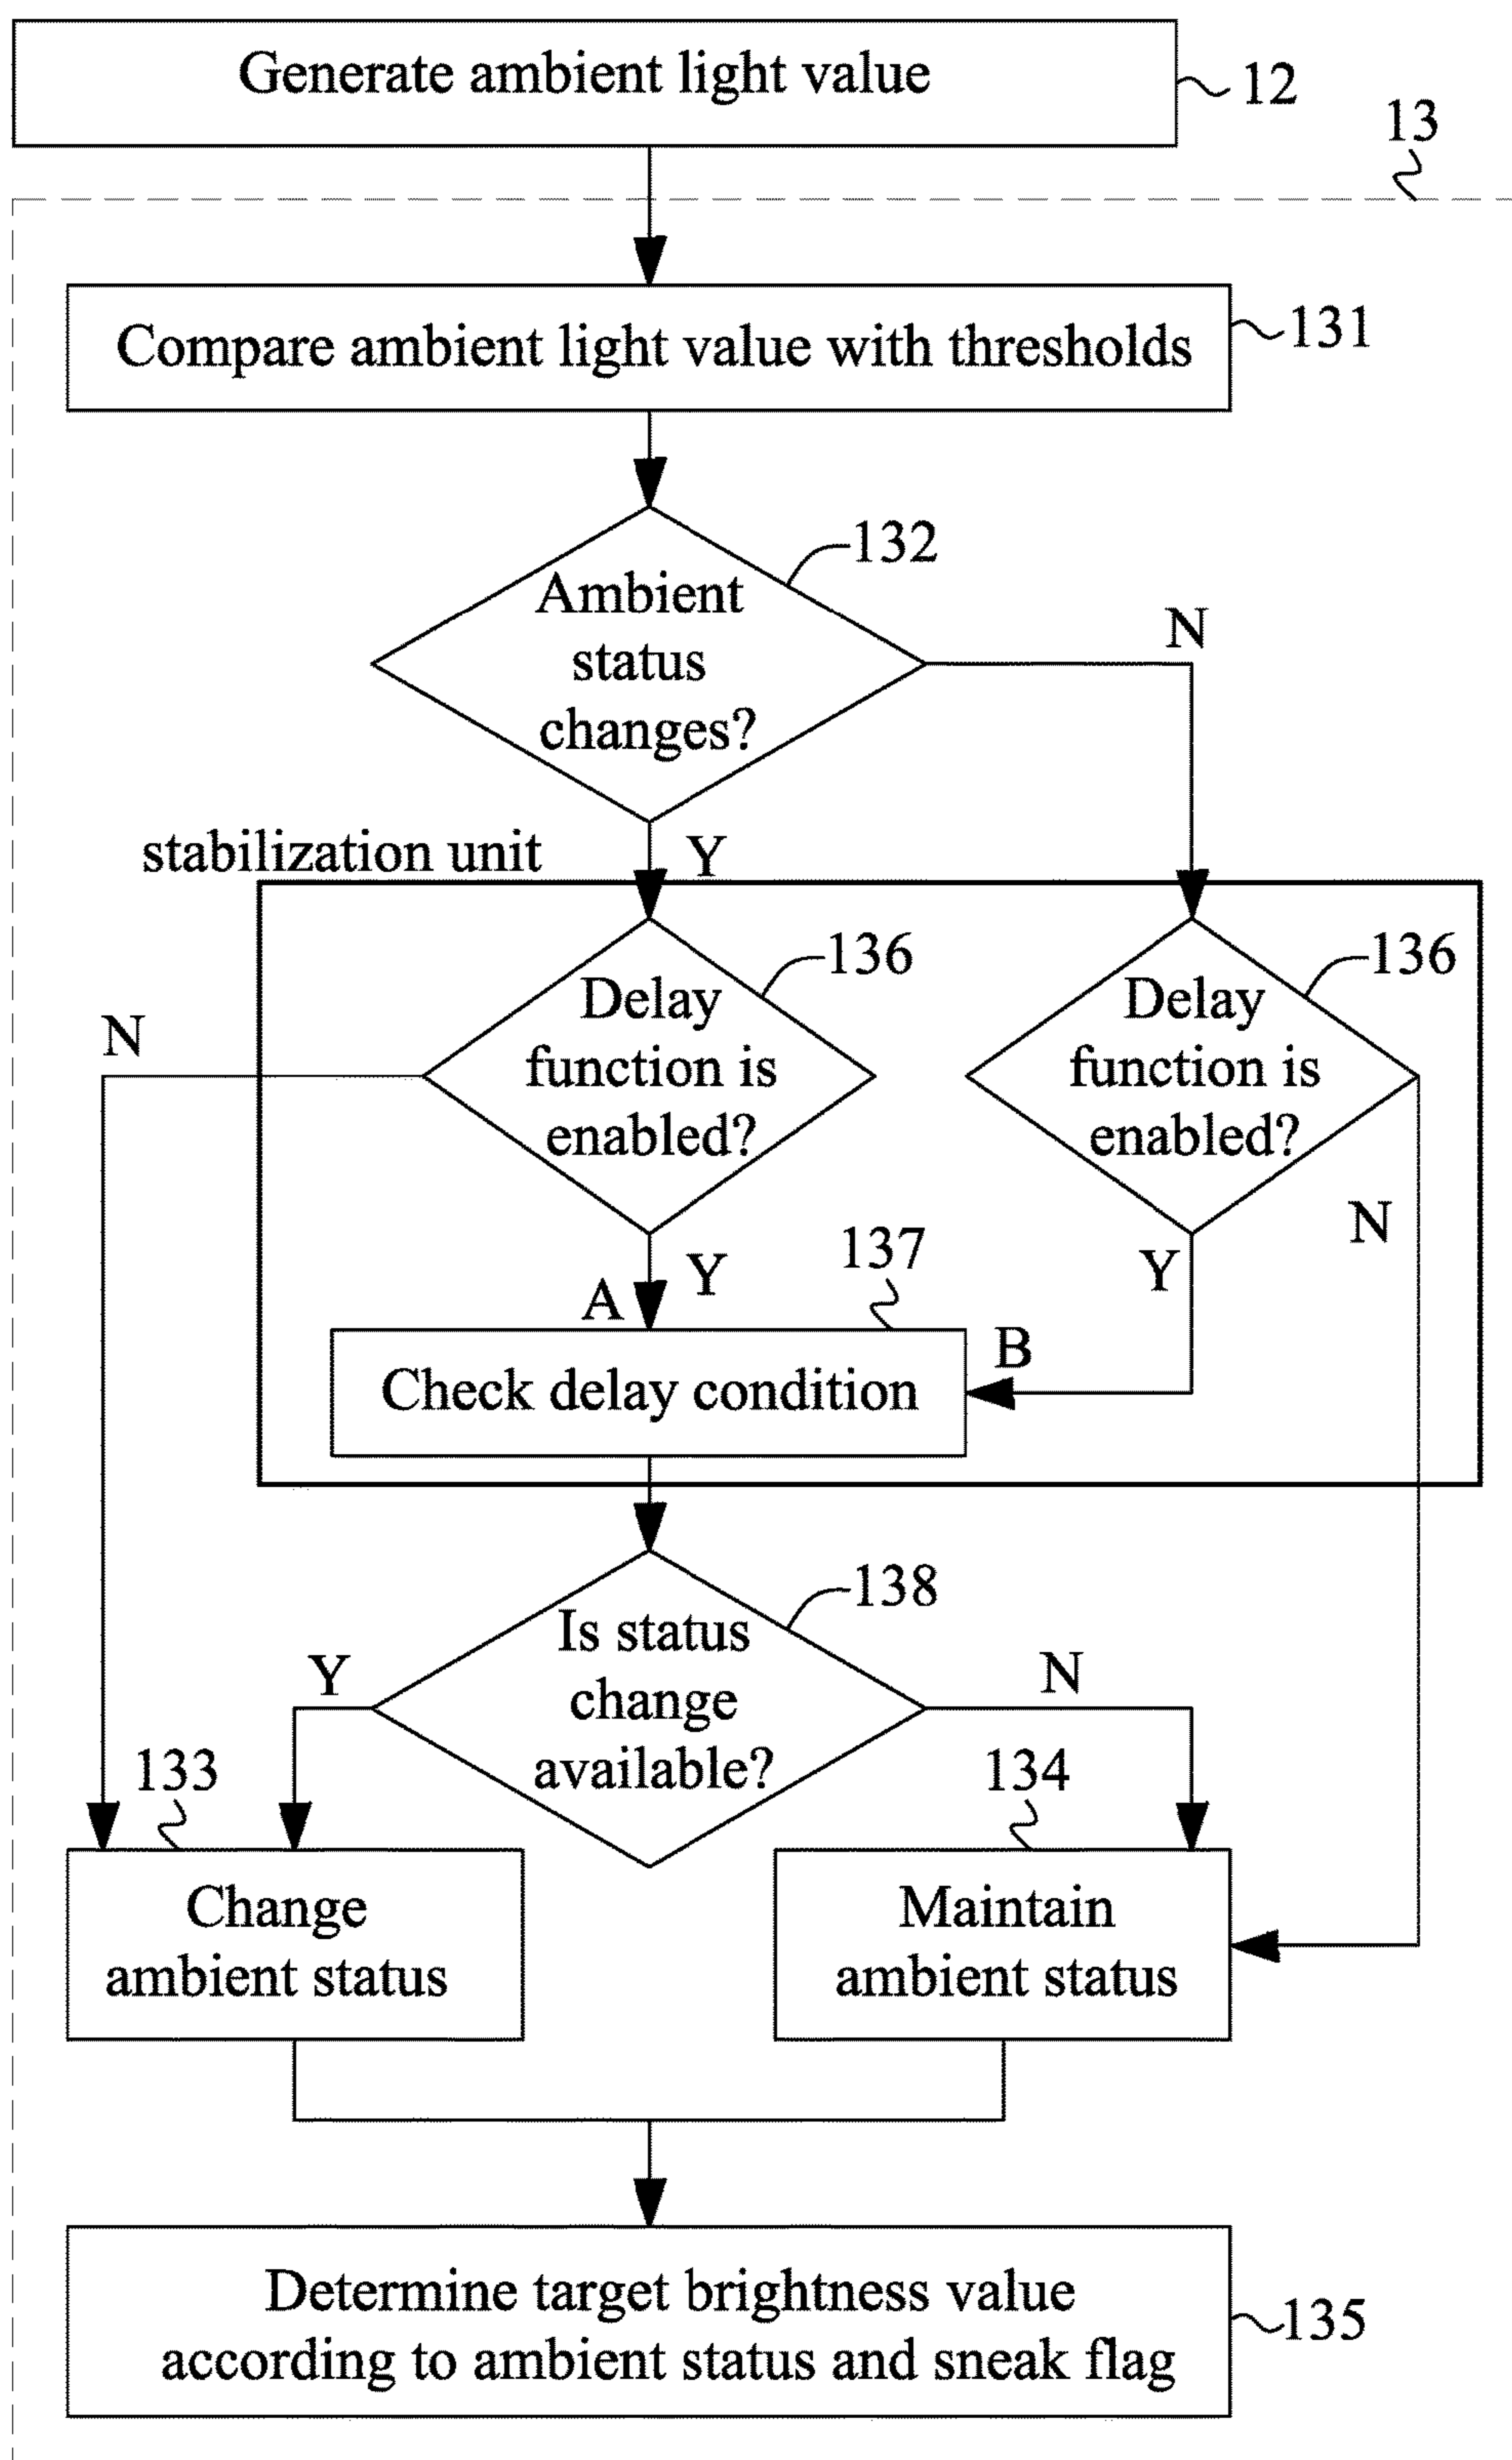 Generate ambient light value
12
13
Compare ambient light value with thresholds
131
132
Ambient
status
changes?
N
stabilization unit
Y
136
136
Delay
function is
enabled?
Delay
function is
enabled?
N
N
Y
A
137
Y
B
Check delay condition
138
Is status
change
available?
Y
N
133
134
Change
ambient status
Maintain
ambient status
Determine target brightness value
according to ambient status and sneak flag
135